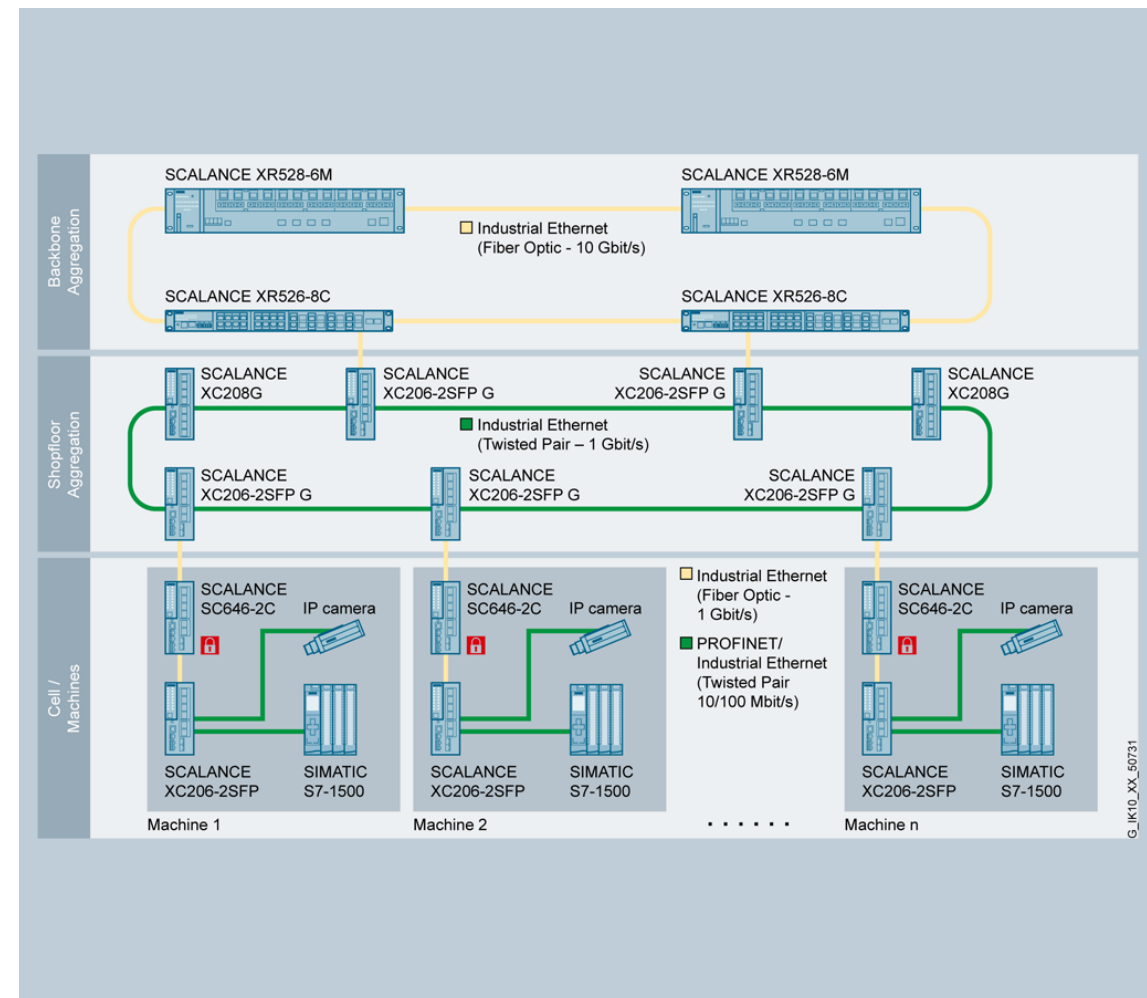 Backbone
Aggregation
SCALANCE XR528-6M
SCALANCE XR528-6M
Industrial Ethernet
(Fiber Optic - 10 Gbit/s)
SCALANCE XR526-8C
SCALANCE XR526-8C
Shopfloor
Aggregation
SCALANCE
XC208G
SCALANCE
XC206-2SFP G
SCALANCE
XC206-2SFP G
SCALANCE
XC208G
Industrial Ethernet
(Twisted Pair – 1 Gbit/s)
SCALANCE
XC206-2SFP G
SCALANCE
XC206-2SFP G
SCALANCE
XC206-2SFP G
Cell /
Machines
SCALANCE
SC646-2C
IP camera
SCALANCE
XC206-2SFP
SIMATIC
S7-1500
Machine 1
SCALANCE
SC646-2C
IP camera
SCALANCE
XC206-2SFP
SIMATIC
S7-1500
Machine 2
Industrial Ethernet
(Fiber Optic -
1 Gbit/s)
PROFINET/
Industrial Ethernet
(Twisted Pair
10/100 Mbit/s)
. . . . . .
SCALANCE
SC646-2C
IP camera
SCALANCE
XC206-2SFP
SIMATIC
S7-1500
Machine n
G_IK10_XX_50731